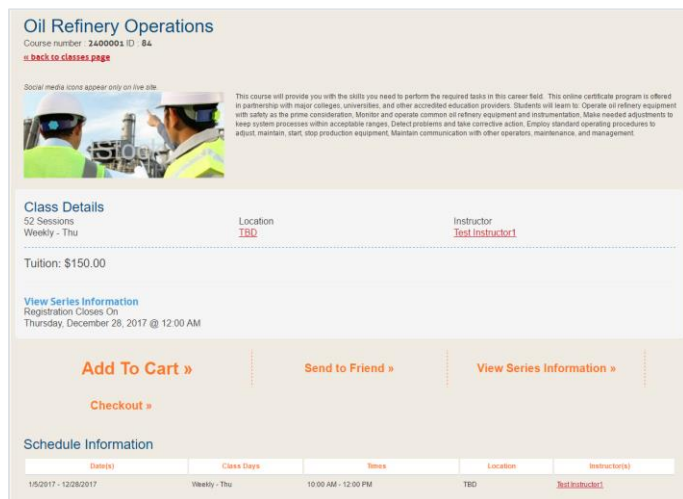 Oil Refinery Operations
Course number : 2400001 ID : 84
« back to classes page
Social media icons appear only on live site.
This course will provide you with the skills you need to perform the required tasks in this career field. This online certificate program is offered
in partnership with major colleges, universities, and other accredited education providers. Students will learn to: Operate oil refinery equipment
with safety as the prime consideration, Monitor and operate common oil refinery equipment and instrumentation, Make needed adjustments to
keep system processes within acceptable ranges, Detect problems and take corrective action, Employ standard operating procedures to
adjust, maintain, start, stop production equipment, Maintain communication with other operators, maintenance, and management.
Class Details
52 Sessions
Weekly - Thu
Location
TBD
Instructor
Test Instructor1
Tuition: $150.00
View Series Information
Registration Closes On
Thursday, December 28, 2017 @ 12:00 AM
Add To Cart »
Send to Friend »
View Series Information »
Checkout »
Schedule Information
Date(s) Class Days Times Location Instructor(s)
1/5/2017 - 12/28/2017 Weekly - Thu 10:00 AM - 12:00 PM TBD Test Instructor1